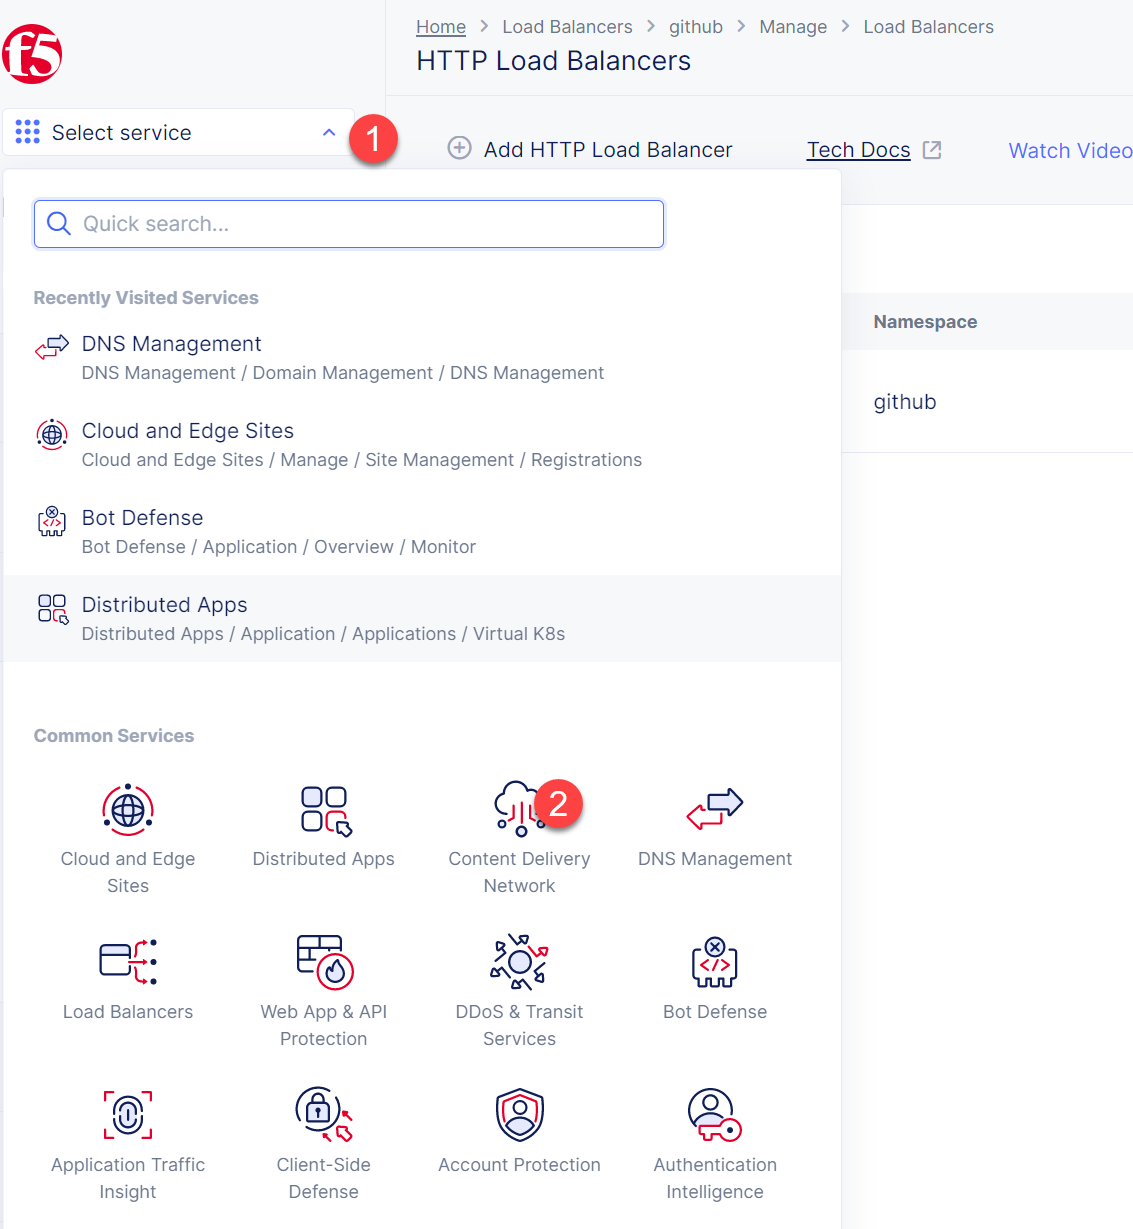 Home > Load Balancers > github > Manage > Load Balancers
HTTP Load Balancers
f5
Select service
1
Add HTTP Load Balancer
Tech Docs
Watch Video
Quick search...
Recently Visited Services
DNS Management
DNS Management / Domain Management / DNS Management
Cloud and Edge Sites
Cloud and Edge Sites / Manage / Site Management / Registrations
Bot Defense
Bot Defense / Application / Overview / Monitor
Distributed Apps
Distributed Apps / Application / Applications / Virtual K8s
Namespace
github
Common Services
2
Cloud and Edge
Sites
Distributed Apps
Content Delivery
Network
DNS Management
Load Balancers
Web App & API
Protection
DDoS & Transit
Services
Bot Defense
Application Traffic
Insight
Client-Side
Defense
Account Protection
Authentication
Intelligence